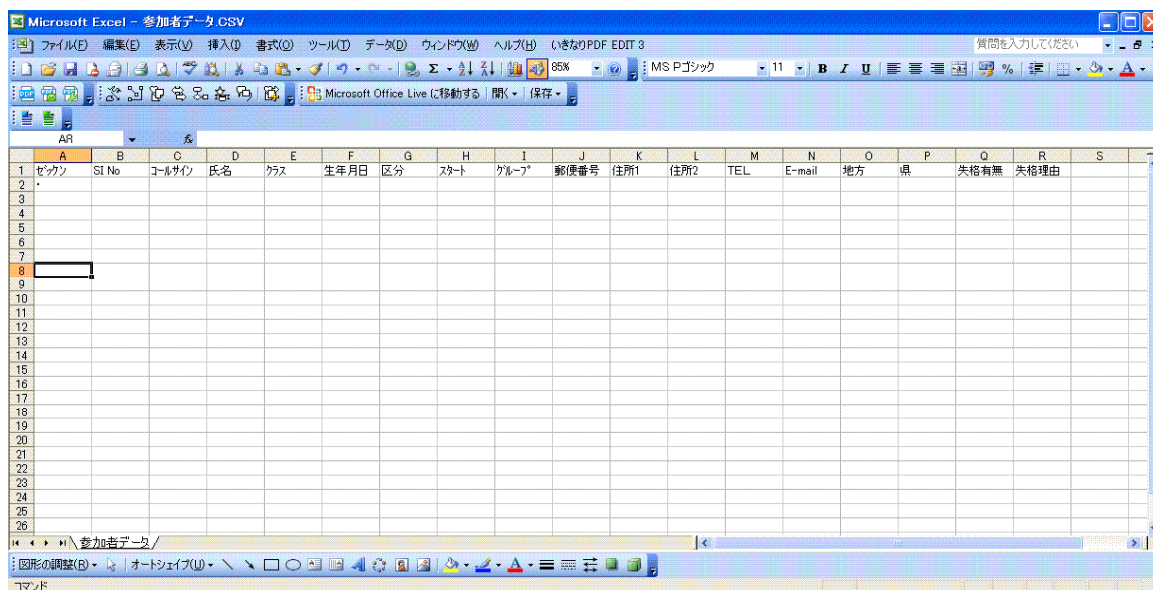 Microsoft Excel - 参加者データ.CSV
ファイル(F) 編集(E) 表示(V) 挿入(I) 書式(O) ツール(T) データ(D) ウィンドウ(W) ヘルプ(H) いきなりPDF EDIT 3 質問を入力してください
85% MS Pゴシック 11 B I U
Microsoft Office Live に移動する 開く 保存
A8 fx
A B C D E F G H I J K L M N O P Q R S
1 ｾﾞｯｹﾝ SI No ｺｰﾙｻｲﾝ 氏名 ｸﾗｽ 生年月日 区分 ｽﾀｰﾄ ｸﾞﾙｰﾌﾟ 郵便番号 住所1 住所2 TEL E-mail 地方 県 失格有無 失格理由
2
3
4
5
6
7
8
9
10
11
12
13
14
15
16
17
18
19
20
21
22
23
24
25
26
参加者データ
図形の調整(R) オートシェイプ(U)
コマンド